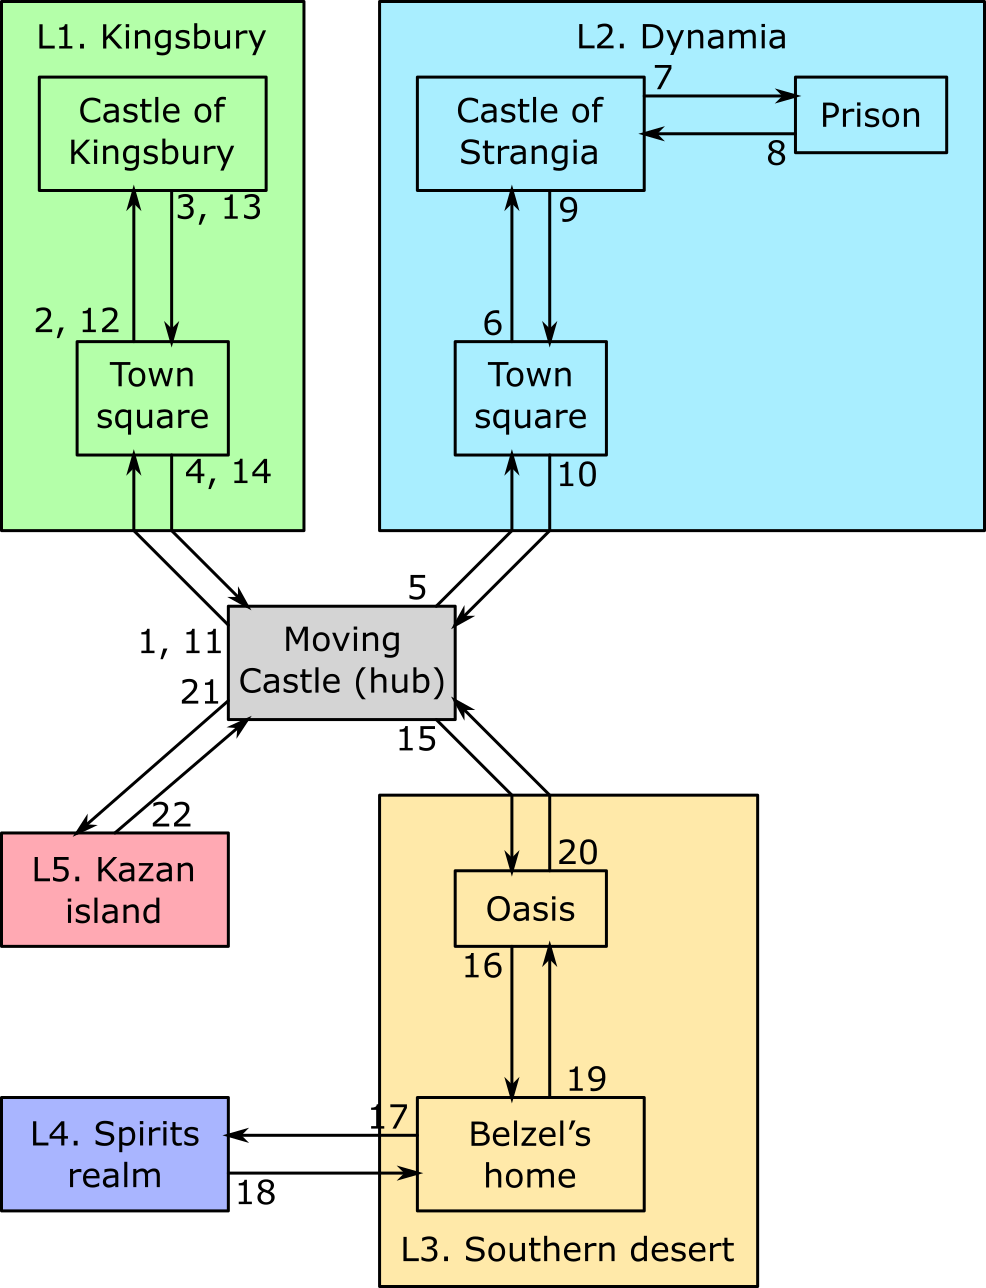 L1. Kingsbury
Castle of
Kingsbury
3, 13
2, 12
Town
square
4, 14
L2. Dynamia
Castle of
Strangia
7
Prison
8
9
6
Town
square
10
5
1, 11
Moving
Castle (hub)
21
15
22
L5. Kazan
island
20
Oasis
16
19
17
Belzel’s
home
L4. Spirits
realm
18
L3. Southern desert